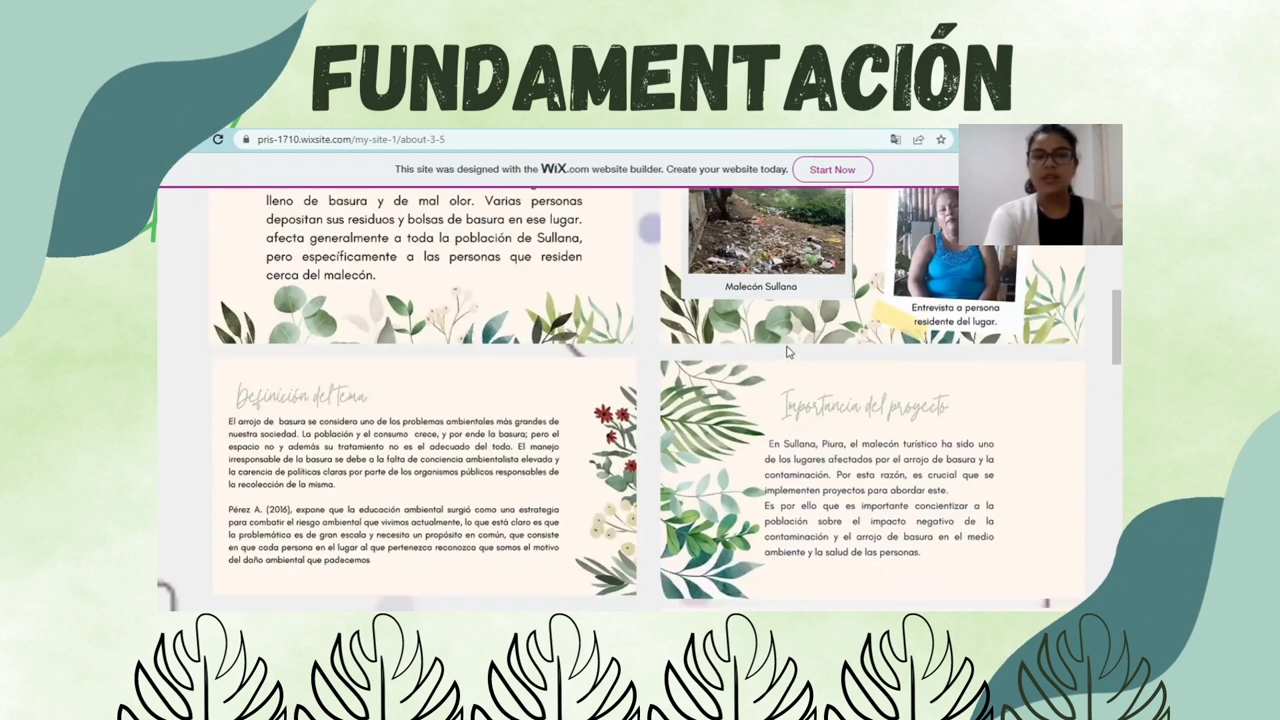 FUNDAMENTACIÓN
pris-1710.wixsite.com/my-site-1/about-3-5
This site was designed with the WiX.com website builder. Create your website today.
Start Now
lleno de basura y de mal olor. Varias personas
depositan sus residuos y bolsas de basura en ese lugar.
afecta generalmente a toda la población de Sullana,
pero específicamente a las personas que residen
cerca del malecón.
Malecón Sullana
Entrevista a persona
residente del lugar.
Definición del tema
El arrojo de basura se considera uno de los problemas ambientales más grandes de
nuestra sociedad. La población y el consumo crece, y por ende la basura; pero el
espacio no y además su tratamiento no es el adecuado del todo. El manejo
irresponsable de la basura se debe a la falta de conciencia ambientalista elevada y
la carencia de políticas claras por parte de los organismos públicos responsables de
la recolección de la misma.
Pérez A. (2016), expone que la educación ambiental surgió como una estrategia
para combatir el riesgo ambiental que vivimos actualmente, lo que está claro es que
la problemática es de gran escala y necesita un propósito en común, que consiste
en que cada persona en el lugar al que pertenezca reconozca que somos el motivo
del daño ambiental que padecemos
Importancia del proyecto
En Sullana, Piura, el malecón turístico ha sido uno
de los lugares afectados por el arrojo de basura y la
contaminación. Por esta razón, es crucial que se
implementen proyectos para abordar este.
Es por ello que es importante concientizar a la
población sobre el impacto negativo de la
contaminación y el arrojo de basura en el medio
ambiente y la salud de las personas.